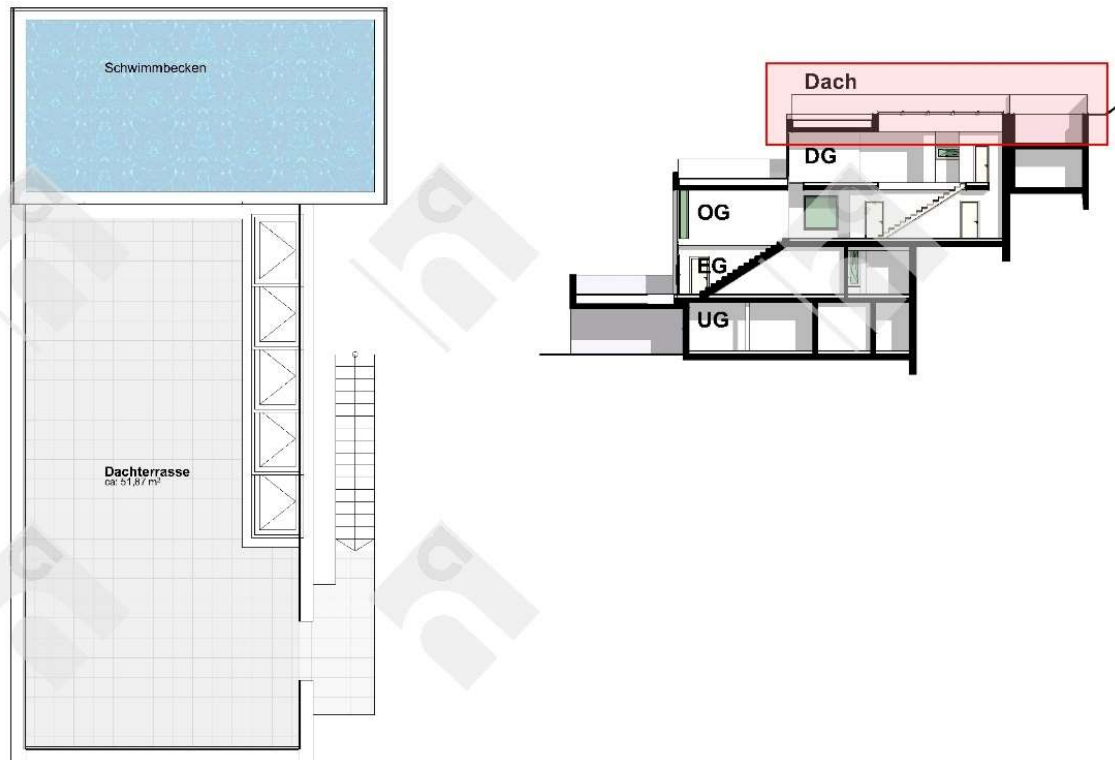 Schwimmbecken
Dachterrasse
ca: 51,87 m²
Dach
DG
OG
EG
UG